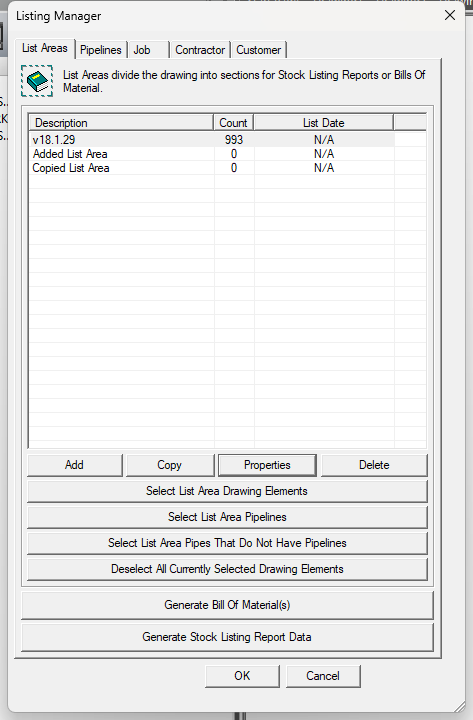 Listing Manager
List Areas Pipelines Job Contractor Customer
List Areas divide the drawing into sections for Stock Listing Reports or Bills Of
Material.
Description Count List Date
v18.1.29 993 N/A
Added List Area 0 N/A
Copied List Area 0 N/A
Add Copy Properties Delete
Select List Area Drawing Elements
Select List Area Pipelines
Select List Area Pipes That Do Not Have Pipelines
Deselect All Currently Selected Drawing Elements
Generate Bill Of Material(s)
Generate Stock Listing Report Data
OK Cancel